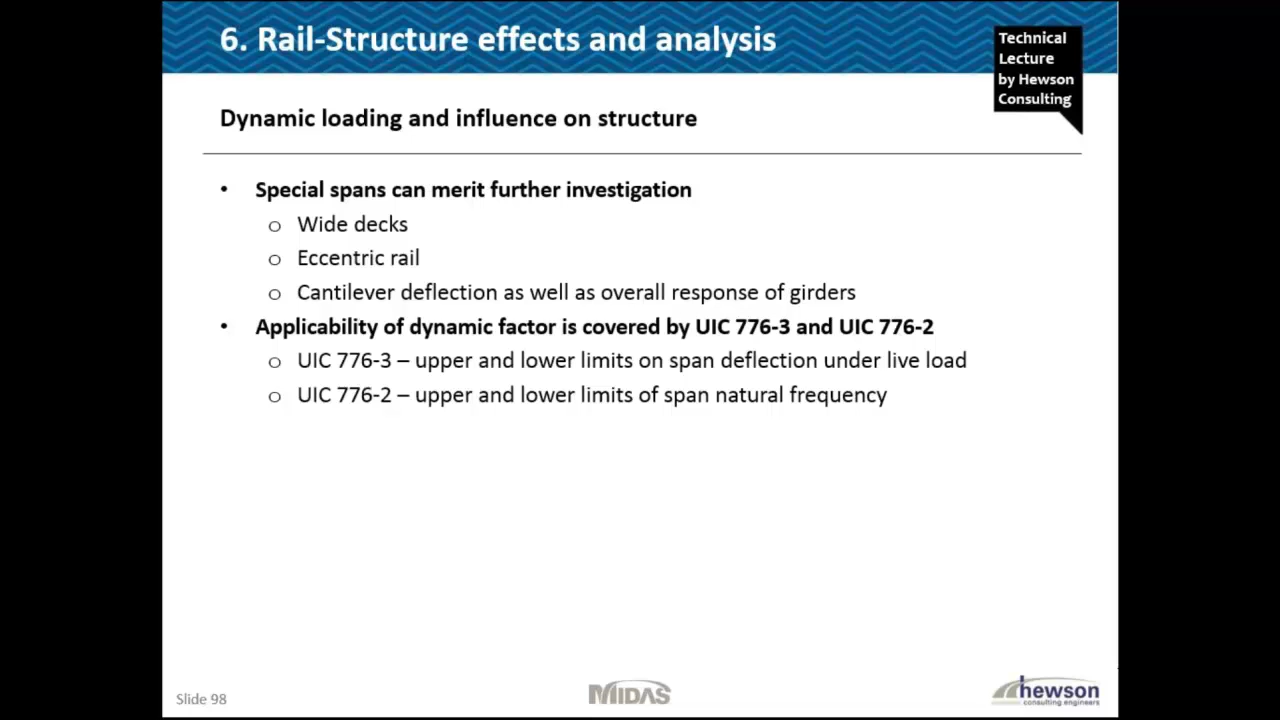 6. Rail-Structure effects and analysis
Technical
Lecture
by Hewson
Consulting
Dynamic loading and influence on structure
• Special spans can merit further investigation
o Wide decks
o Eccentric rail
o Cantilever deflection as well as overall response of girders
• Applicability of dynamic factor is covered by UIC 776-3 and UIC 776-2
o UIC 776-3 – upper and lower limits on span deflection under live load
o UIC 776-2 – upper and lower limits of span natural frequency
Slide 98
MIDAS
hewson
consulting engineers